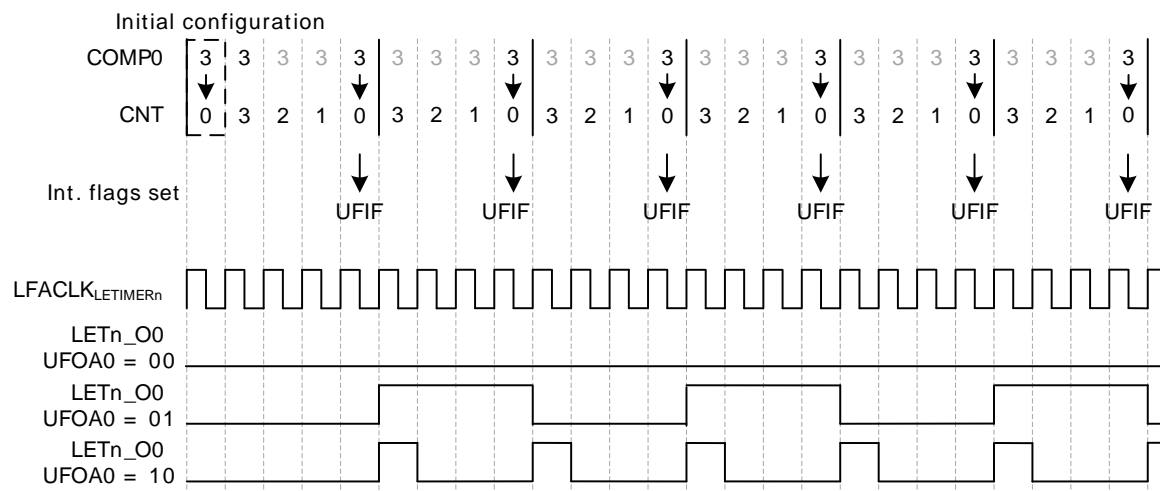 Initial configuration
COMP0 3 3 3 3 3 3 3 3 3 3 3 3 3 3 3 3 3 3 3 3 3 3 3 3 3
CNT 0 3 2 1 0 3 2 1 0 3 2 1 0 3 2 1 0 3 2 1 0 3 2 1 0
Int. flags set
UFIF UFIF UFIF UFIF UFIF UFIF
LFACLKLETIMERn
LETn_O0
UFOA0 = 00
LETn_O0
UFOA0 = 01
LETn_O0
UFOA0 = 10